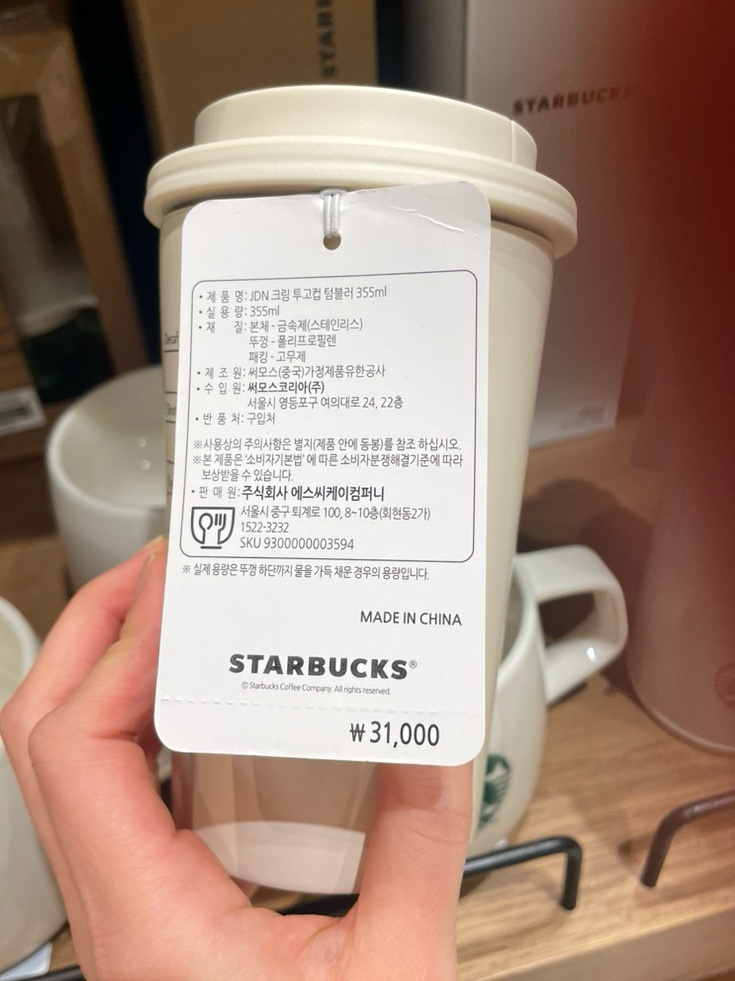 STARBUCKS
• 제 품 명: JDN 크림 투고컵 텀블러 355ml
• 실 용 량: 355ml
• 재 질: 본체 - 금속제(스테인리스)
뚜껑 - 폴리프로필렌
패킹 - 고무제
• 제 조 원: 써모스(중국)가정제품유한공사
• 수 입 원: 써모스코리아(주)
서울시 영등포구 여의대로 24, 22층
• 반 품 처: 구입처
※사용상의 주의사항은 별지(제품 안에 동봉)를 참조 하십시오.
※본 제품은 '소비자기본법' 에 따른 소비자분쟁해결기준에 따라
보상받을 수 있습니다.
• 판 매 원: 주식회사 에스씨케이컴퍼니
서울시 중구 퇴계로 100, 8~10층(회현동2가)
1522-3232
SKU 9300000003594
※ 실제 용량은 뚜껑 하단까지 물을 가득 채운 경우의 용량입니다.
MADE IN CHINA
STARBUCKS®
© Starbucks Coffee Company. All rights reserved.
₩31,000